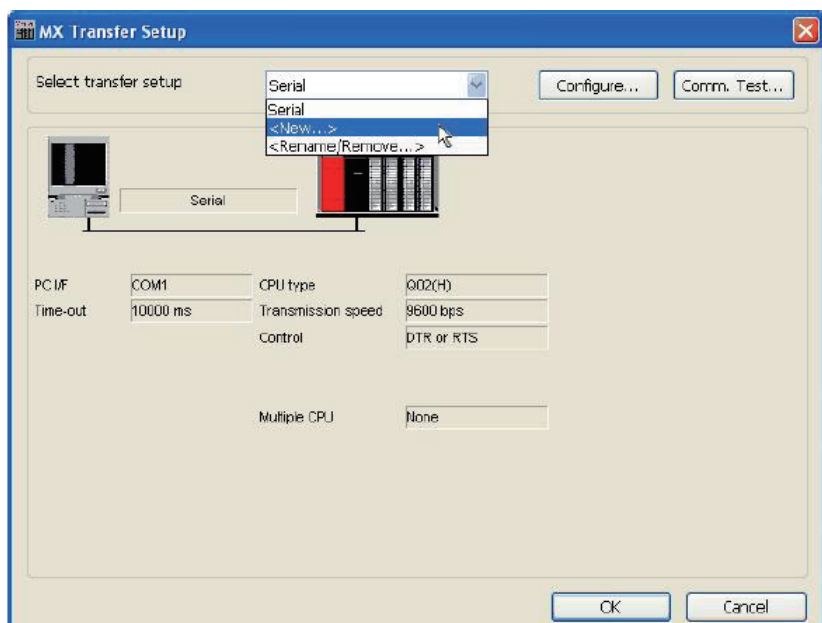 MX Transfer Setup
Select transfer setup
Serial
Configure...
Comm. Test...
Serial
<New...>
<Rename/Remove...>
Serial
PC I/F
COM1
CPU type
Q02(H)
Time-out
10000 ms
Transmission speed
9600 bps
Control
DTR or RTS
Multiple CPU
None
OK
Cancel